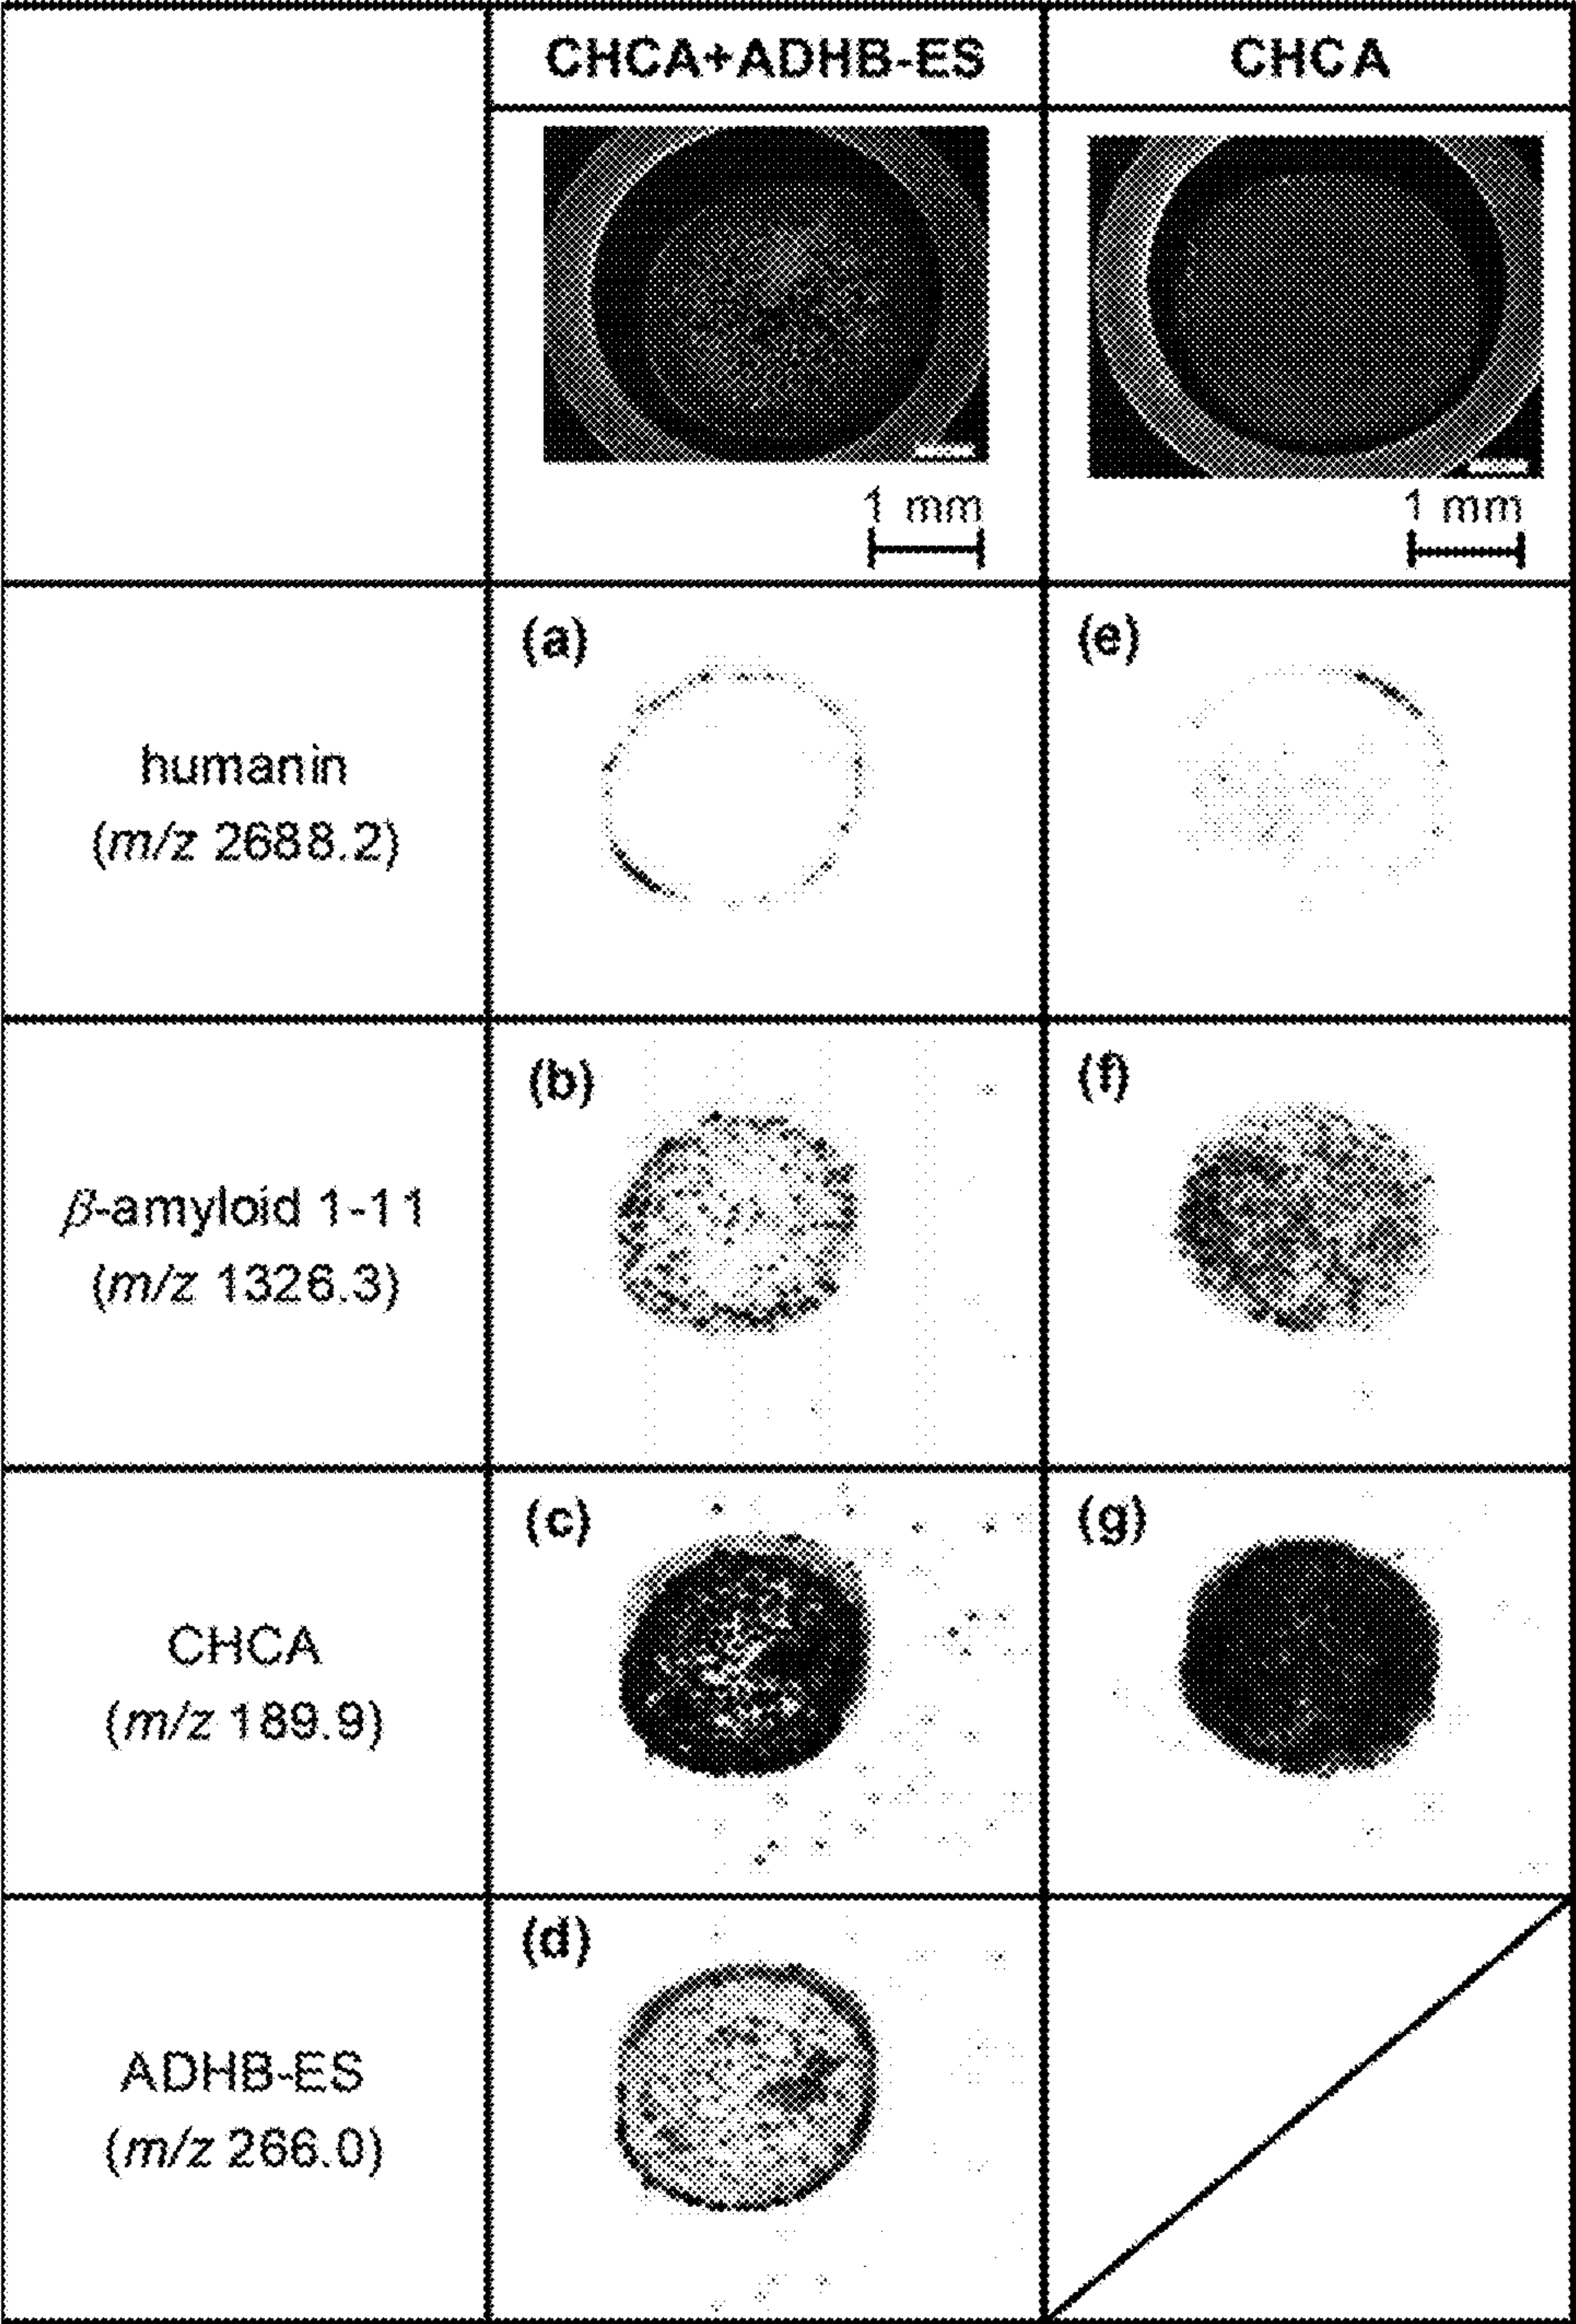 CHCA+ADHB-ES
CHCA
1 mm
1 mm
humanin
(m/z 2688.2)
(a)
(e)
β-amyloid 1-11
(m/z 1326.3)
(b)
(f)
CHCA
(m/z 189.9)
(c)
(g)
ADHB-ES
(m/z 266.0)
(d)